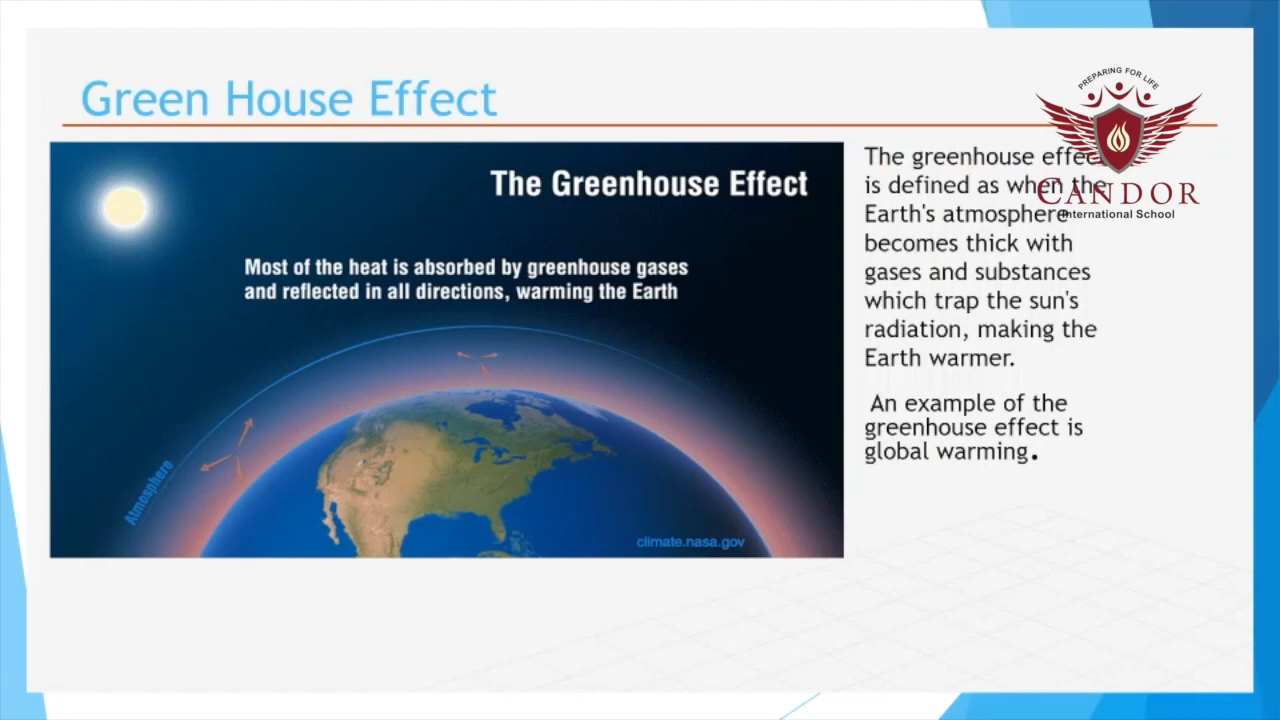 Green House Effect
PREPARING FOR LIFE
CANDOR
International School
The Greenhouse Effect
Most of the heat is absorbed by greenhouse gases
and reflected in all directions, warming the Earth
Atmosphere
climate.nasa.gov
The greenhouse effect
is defined as when the
Earth's atmosphere
becomes thick with
gases and substances
which trap the sun's
radiation, making the
Earth warmer.
An example of the
greenhouse effect is
global warming.